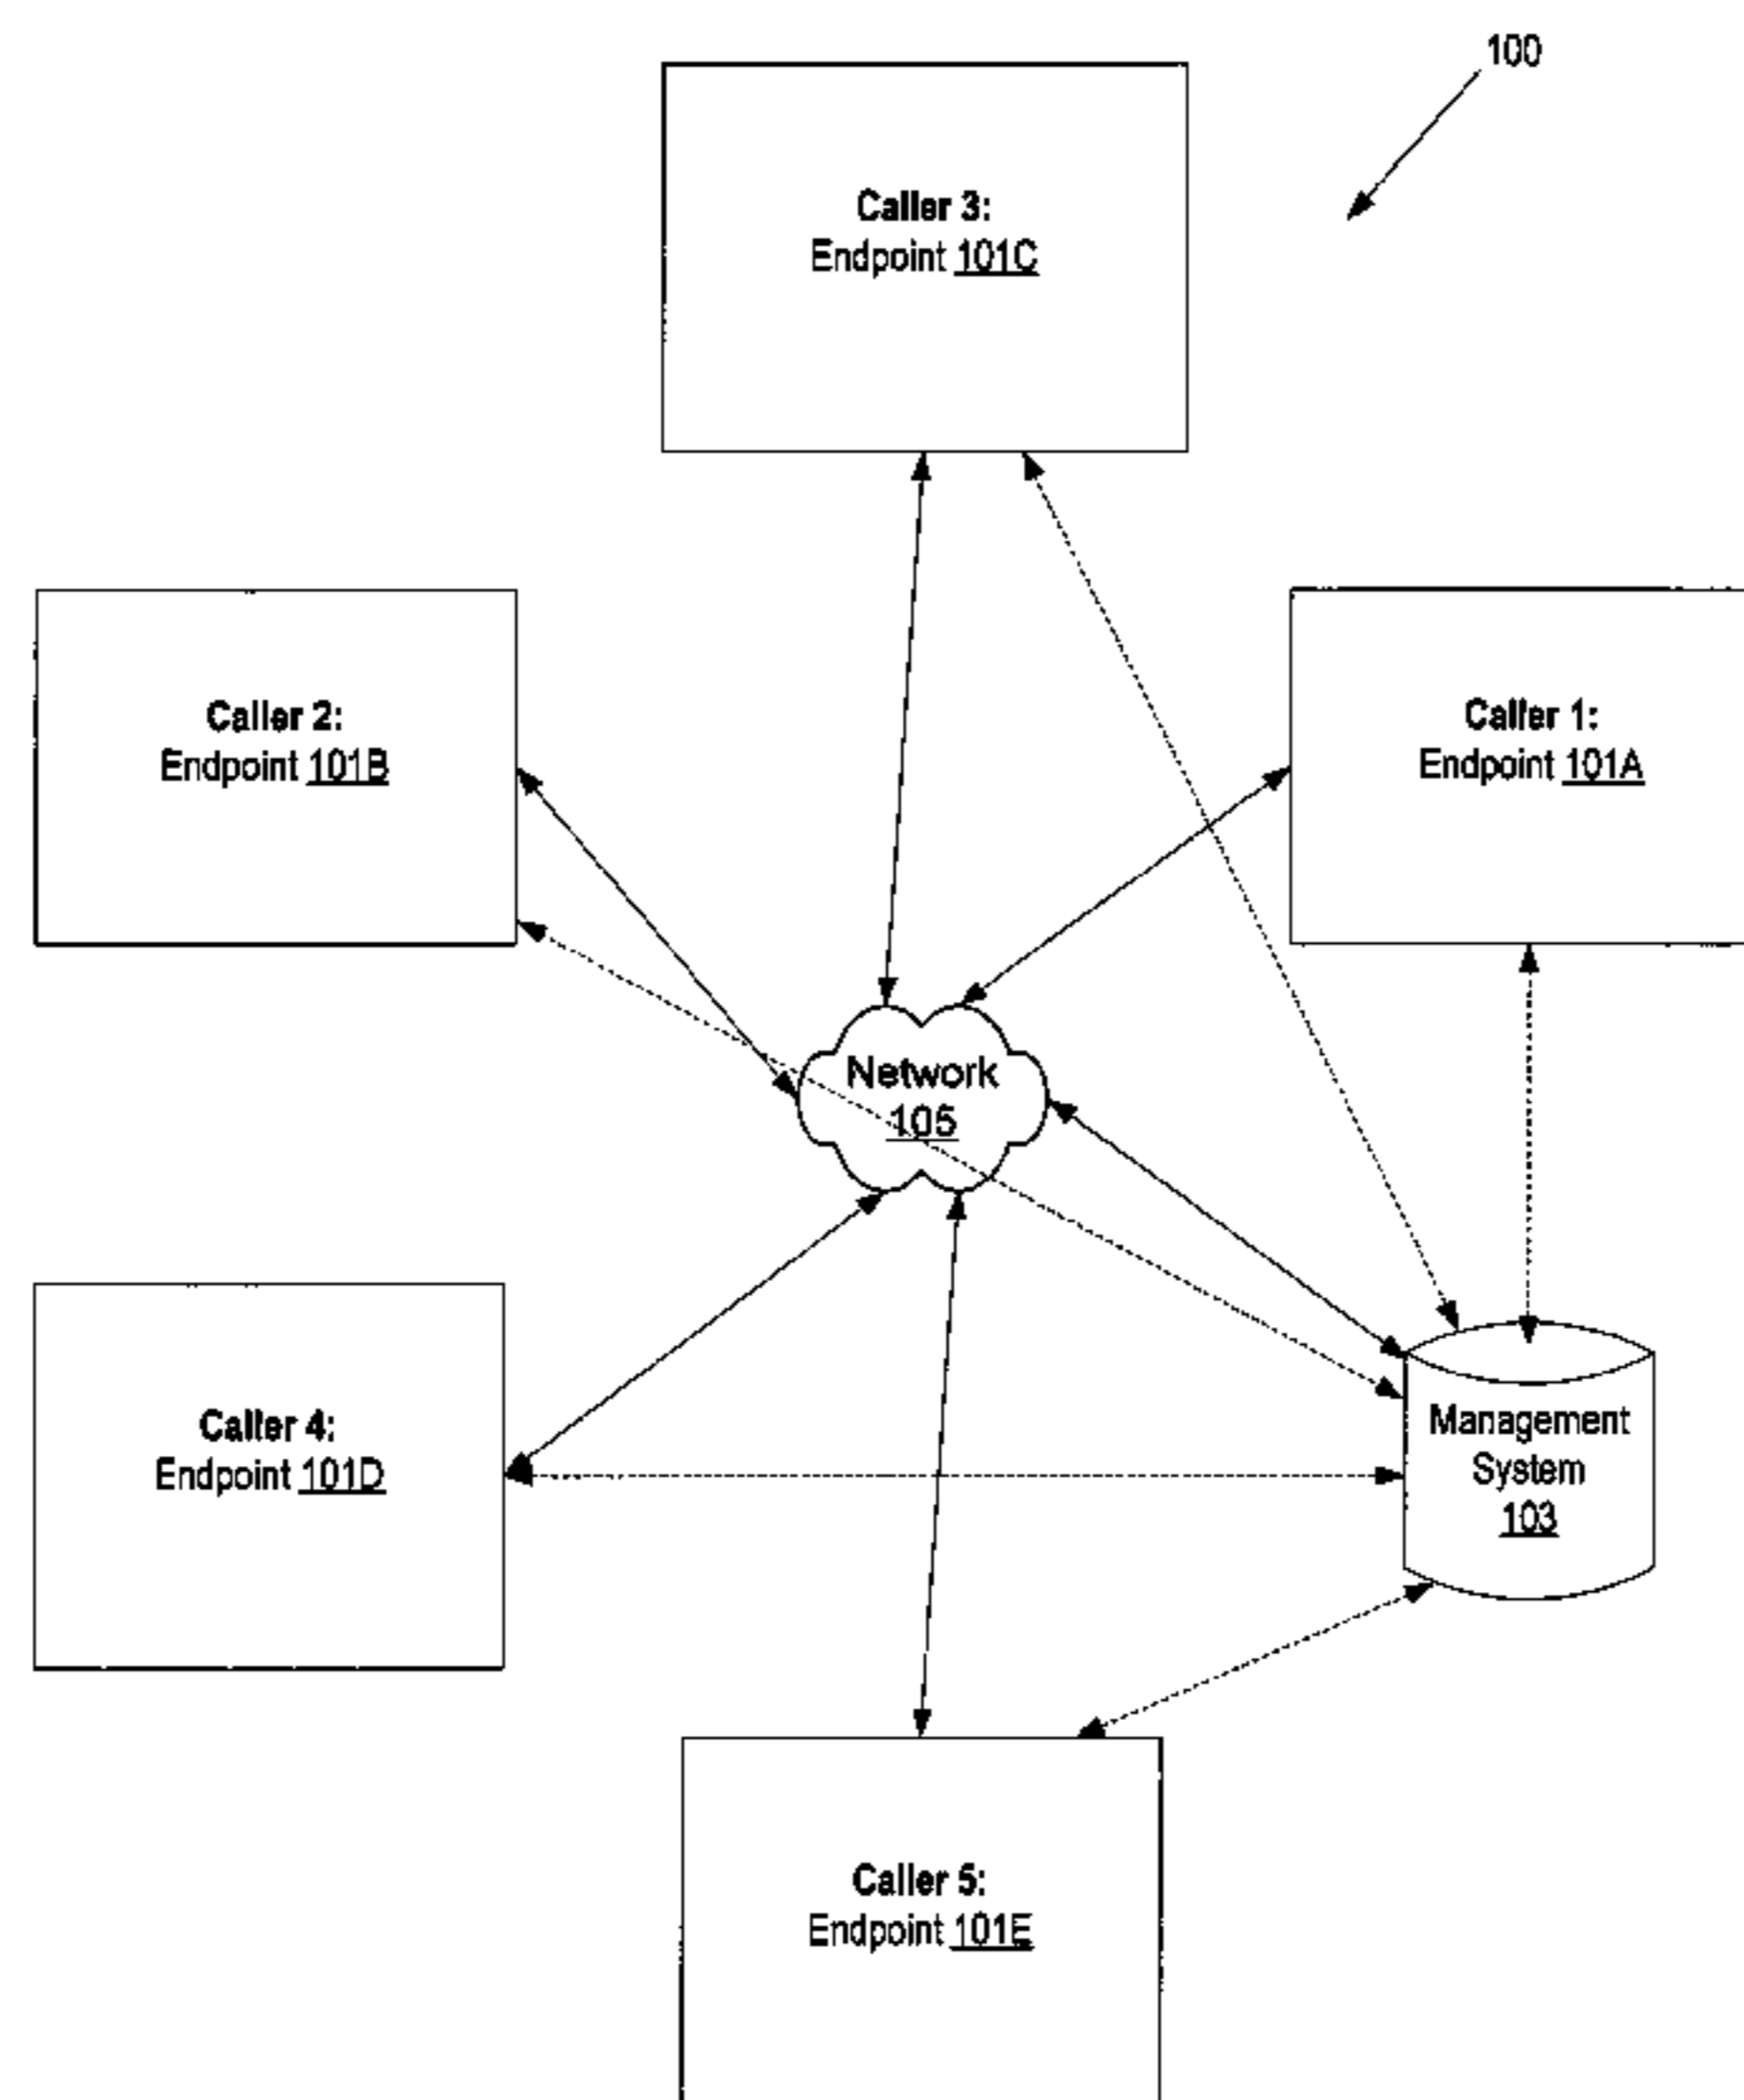 100
Caller 3:
Endpoint 101C
Caller 2:
Endpoint 101B
Caller 1:
Endpoint 101A
Network
105
Caller 4:
Endpoint 101D
Management
System
103
Caller 5:
Endpoint 101E